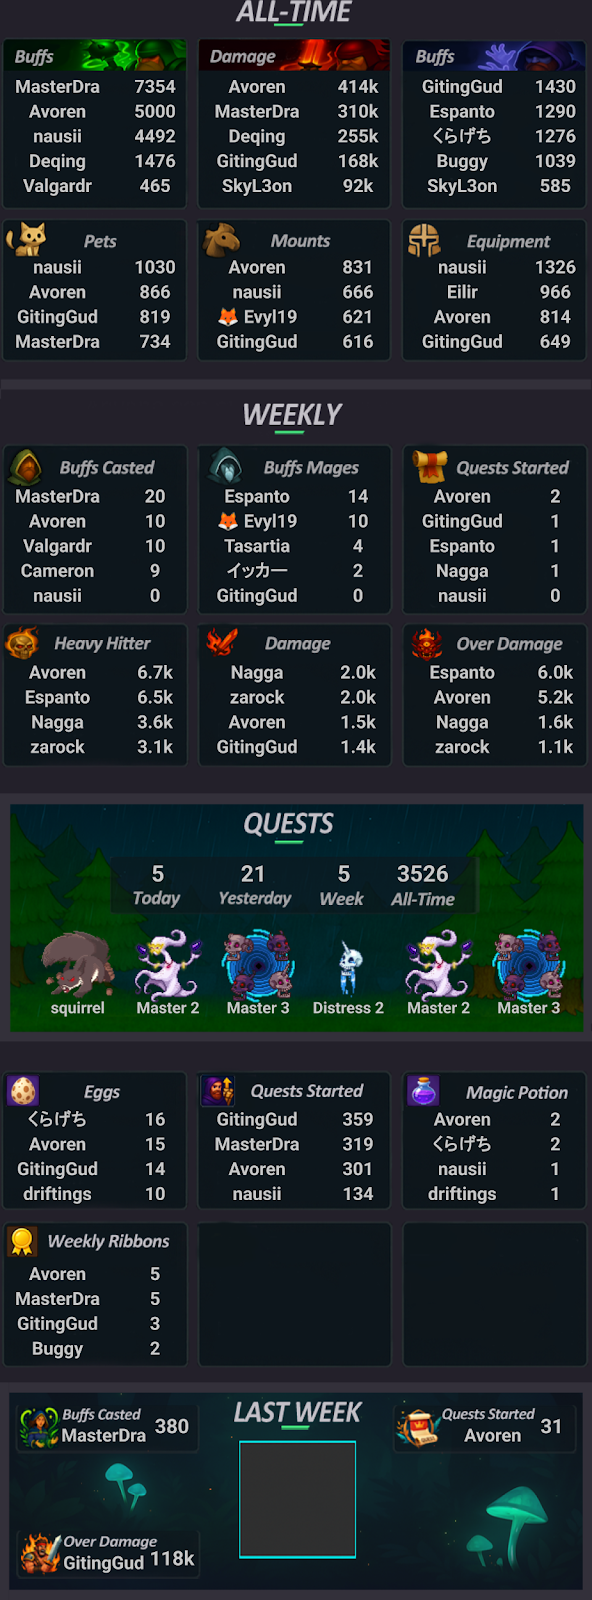 ALL-TIME
Buffs
MasterDra 7354
Avoren 5000
nausii 4492
Deqing 1476
Valgardr 465
Damage
Avoren 414k
MasterDra 310k
Deqing 255k
GitingGud 168k
SkyL3on 92k
Buffs
GitingGud 1430
Espanto 1290
くらげち 1276
Buggy 1039
SkyL3on 585
Pets
nausii 1030
Avoren 866
GitingGud 819
MasterDra 734
Mounts
Avoren 831
nausii 666
🦊 Evyl19 621
GitingGud 616
Equipment
nausii 1326
Eilir 966
Avoren 814
GitingGud 649
WEEKLY
Buffs Casted
MasterDra 20
Avoren 10
Valgardr 10
Cameron 9
nausii 0
Buffs Mages
Espanto 14
🦊 Evyl19 10
Tasartia 4
イッカー 2
GitingGud 0
Quests Started
Avoren 2
GitingGud 1
Espanto 1
Nagga 1
nausii 0
Heavy Hitter
Avoren 6.7k
Espanto 6.5k
Nagga 3.6k
zarock 3.1k
Damage
Nagga 2.0k
zarock 2.0k
Avoren 1.5k
GitingGud 1.4k
Over Damage
Espanto 6.0k
Avoren 5.2k
Nagga 1.6k
zarock 1.1k
QUESTS
5 21 5 3526
Today Yesterday Week All-Time
squirrel Master 2 Master 3 Distress 2 Master 2 Master 3
Eggs
くらげち 16
Avoren 15
GitingGud 14
driftings 10
Quests Started
GitingGud 359
MasterDra 319
Avoren 301
nausii 134
Magic Potion
Avoren 2
くらげち 2
nausii 1
driftings 1
Weekly Ribbons
Avoren 5
MasterDra 5
GitingGud 3
Buggy 2
LAST WEEK
Buffs Casted
MasterDra 380
Quests Started
Avoren 31
Over Damage
GitingGud 118k